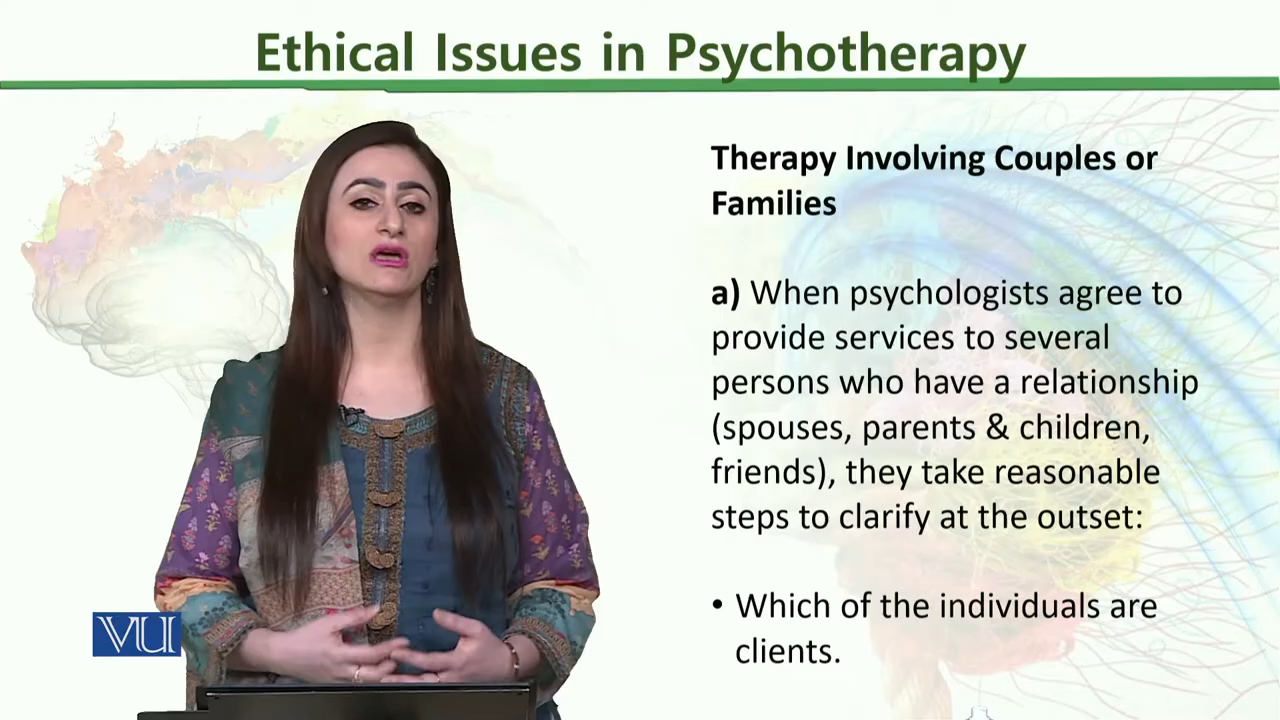 Ethical Issues in Psychotherapy
Therapy Involving Couples or
Families
a) When psychologists agree to
provide services to several
persons who have a relationship
(spouses, parents & children,
friends), they take reasonable
steps to clarify at the outset:
• Which of the individuals are
clients.
VU